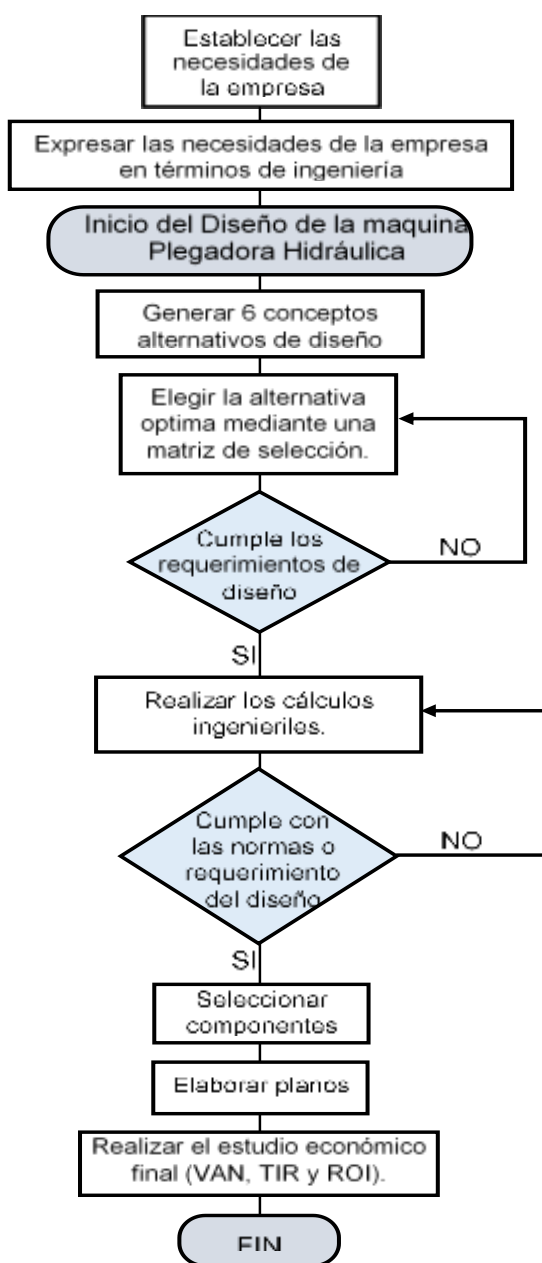 Establecer las
necesidades de
la empresa
Expresar las necesidades de la empresa
en términos de ingeniería
Inicio del Diseño de la maquina
Plegadora Hidráulica
Generar 6 conceptos
alternativos de diseño
Elegir la alternativa
optima mediante una
matriz de selección.
Cumple los
requerimientos de
diseño
NO
SI
Realizar los cálculos
ingenieriles.
Cumple con
las normas o
requerimiento
del diseño
NO
SI
Seleccionar
componentes
Elaborar planos
Realizar el estudio económico
final (VAN, TIR y ROI).
FIN